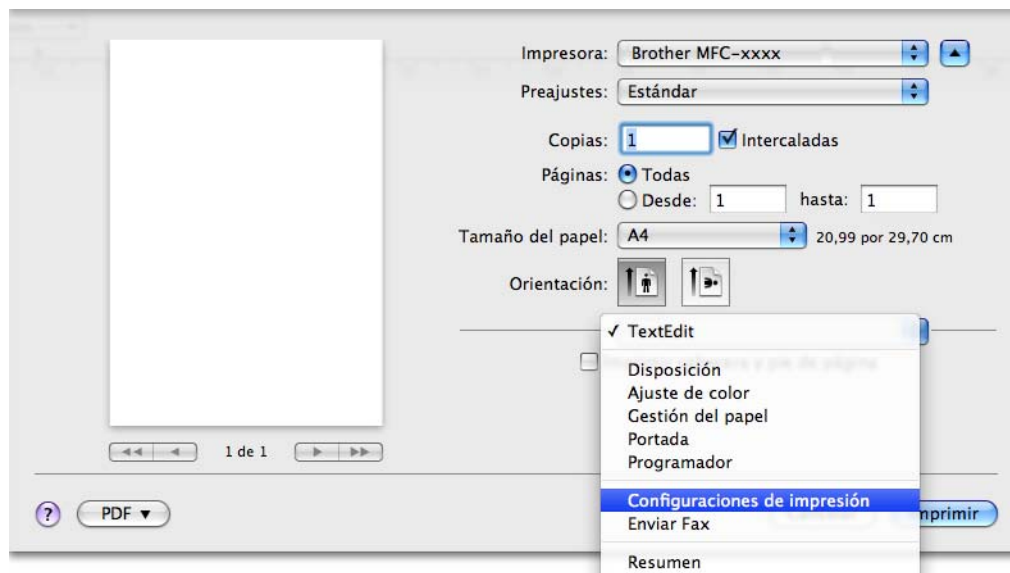 Impresora: Brother MFC-xxxx
Preajustes: Estándar
Copias: 1 Intercaladas
Páginas: Todas
Desde: 1 hasta: 1
Tamaño del papel: A4 20,99 por 29,70 cm
Orientación:
TextEdit
Disposición
Ajuste de color
Gestión del papel
Portada
Programador
1 de 1
Configuraciones de impresión
? PDF mprimir
Enviar Fax
Resumen